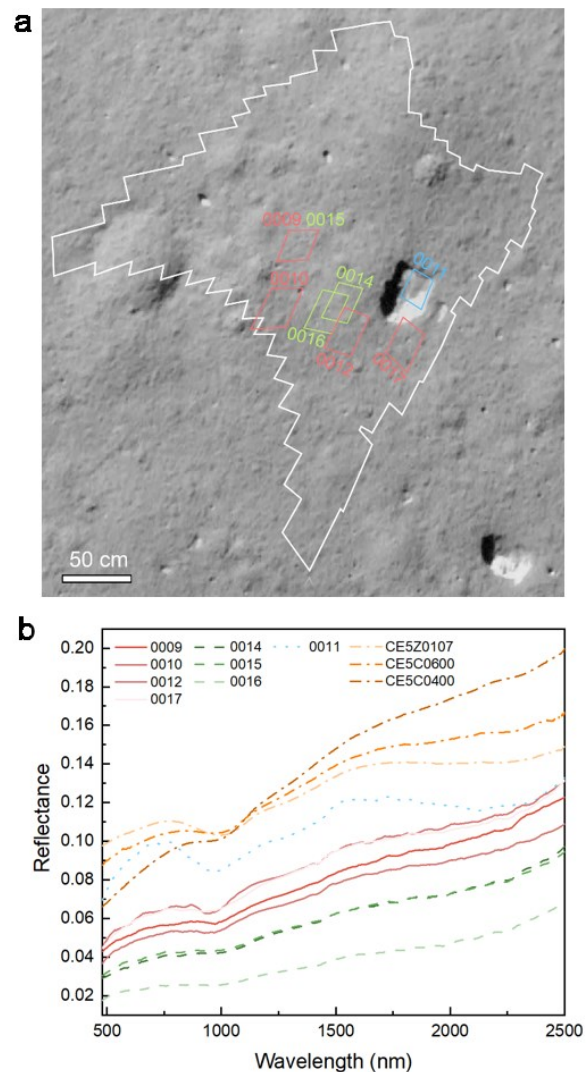 a
0009 0015
0010
0014
0011
0016
0012
0017
50 cm
b
0.20
0.18
0.16
0.14
0.12
0.10
0.08
0.06
0.04
0.02
0009 0014 0011 CE5Z0107
0010 0015 CE5C0600
0012 0016 CE5C0400
0017
Reflectance
500 1000 1500 2000 2500
Wavelength (nm)